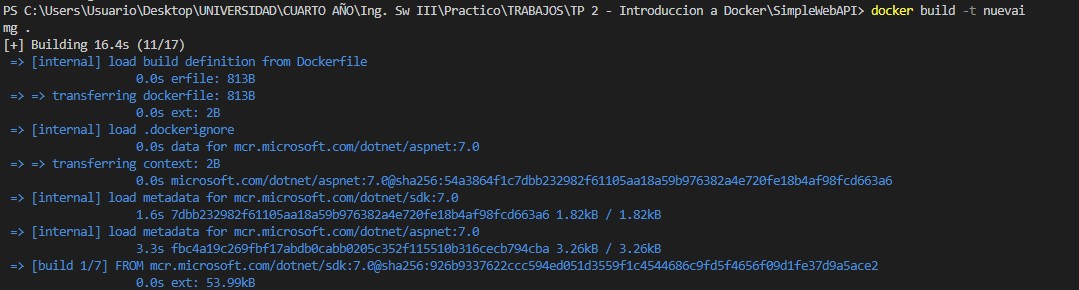 PS C:\Users\Usuario\Desktop\UNIVERSIDAD\CUARTO AÑO\Ing. Sw III\Practico\TRABAJOS\TP 2 - Introduccion a Docker\SimpleWebAPI> docker build -t nuevai
mg .
[+] Building 16.4s (11/17)
=> [internal] load build definition from Dockerfile
0.0s erfile: 813B
=> => transferring dockerfile: 813B
0.0s ext: 2B
=> [internal] load .dockerignore
0.0s data for mcr.microsoft.com/dotnet/aspnet:7.0
=> => transferring context: 2B
0.0s microsoft.com/dotnet/aspnet:7.0@sha256:54a3864f1c7dbb232982f61105aa18a59b976382a4e720fe18b4af98fcd663a6
=> [internal] load metadata for mcr.microsoft.com/dotnet/sdk:7.0
1.6s 7dbb232982f61105aa18a59b976382a4e720fe18b4af98fcd663a6 1.82kB / 1.82kB
=> [internal] load metadata for mcr.microsoft.com/dotnet/aspnet:7.0
3.3s fbc4a19c269fbf17abdb0cabb0205c352f115510b316cecb794cba 3.26kB / 3.26kB
=> [build 1/7] FROM mcr.microsoft.com/dotnet/sdk:7.0@sha256:926b9337622ccc594ed051d3559f1c4544686c9fd5f4656f09d1fe37d9a5ace2
0.0s ext: 53.99kB